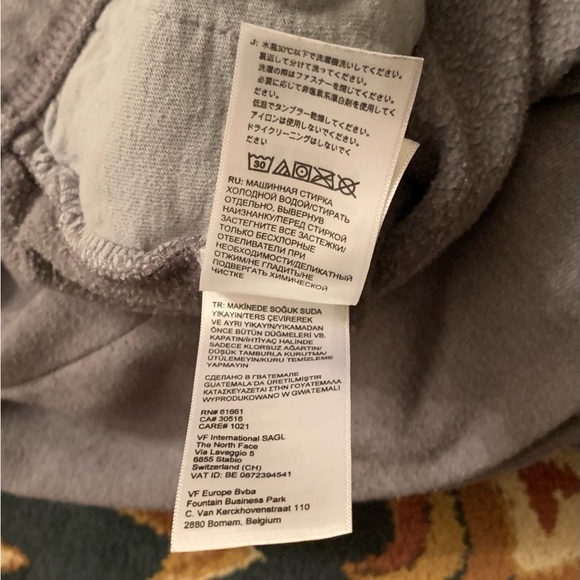 J: 水温30℃以下で洗濯機洗いしてください。
裏返して分けて洗ってください。
洗濯の際はファスナーを閉じてください。
必要に応じて非塩素系漂白剤を使用してく
ださい。
低温でタンブラー乾燥してください。
アイロンは使用しないでください。
ドライクリーニングはしないでくだ
さい
30
RU: МАШИННАЯ СТИРКА
ХОЛОДНОЙ ВОДОЙ/СТИРАТЬ
ОТДЕЛЬНО, ВЫВЕРНУВ
НАИЗНАНКУ/ПЕРЕД СТИРКОЙ
ЗАСТЕГНИТЕ ВСЕ ЗАСТЕЖКИ/
ТОЛЬКО БЕСХЛОРНЫЕ
ОТБЕЛИВАТЕЛИ ПРИ
НЕОБХОДИМОСТИ/ДЕЛИКАТНЫЙ
ОТЖИМ/НЕ ГЛАДИТЬ/НЕ
ПОДВЕРГАТЬ ХИМИЧЕСКОЙ
ЧИСТКЕ
TR: MAKİNEDE SOĞUK SUDA
YIKAYIN/TERS ÇEVİREREK
VE AYRI YIKAYIN/YIKAMADAN
ÖNCE BÜTÜN DÜĞMELERİ VB.
KAPATIN/İHTİYAÇ HALİNDE
SADECE KLORSUZ AĞARTIN/
DÜŞÜK TAMBURLA KURUTMA/
ÜTÜLEMEYİN/KURU TEMİZLEME
YAPMAYIN
СДЕЛАНО В ГВАТЕМАЛЕ
GUATEMALA'DA ÜRETİLMİŞTİR
ΚΑΤΑΣΚΕΥΑΖΕΤΑΙ ΣΤΗΝ ΓΟΥΑΤΕΜΑΛΑ
WYPRODUKOWANO W GWATEMALI
RN# 61661
CA# 30516
CARE# 1021
VF International SAGL
The North Face
Via Laveggio 5
6855 Stabio
Switzerland (CH)
VAT ID: BE 0872394541
VF Europe Bvba
Fountain Business Park
C. Van Kerckhovenstraat 110
2880 Bornem, Belgium